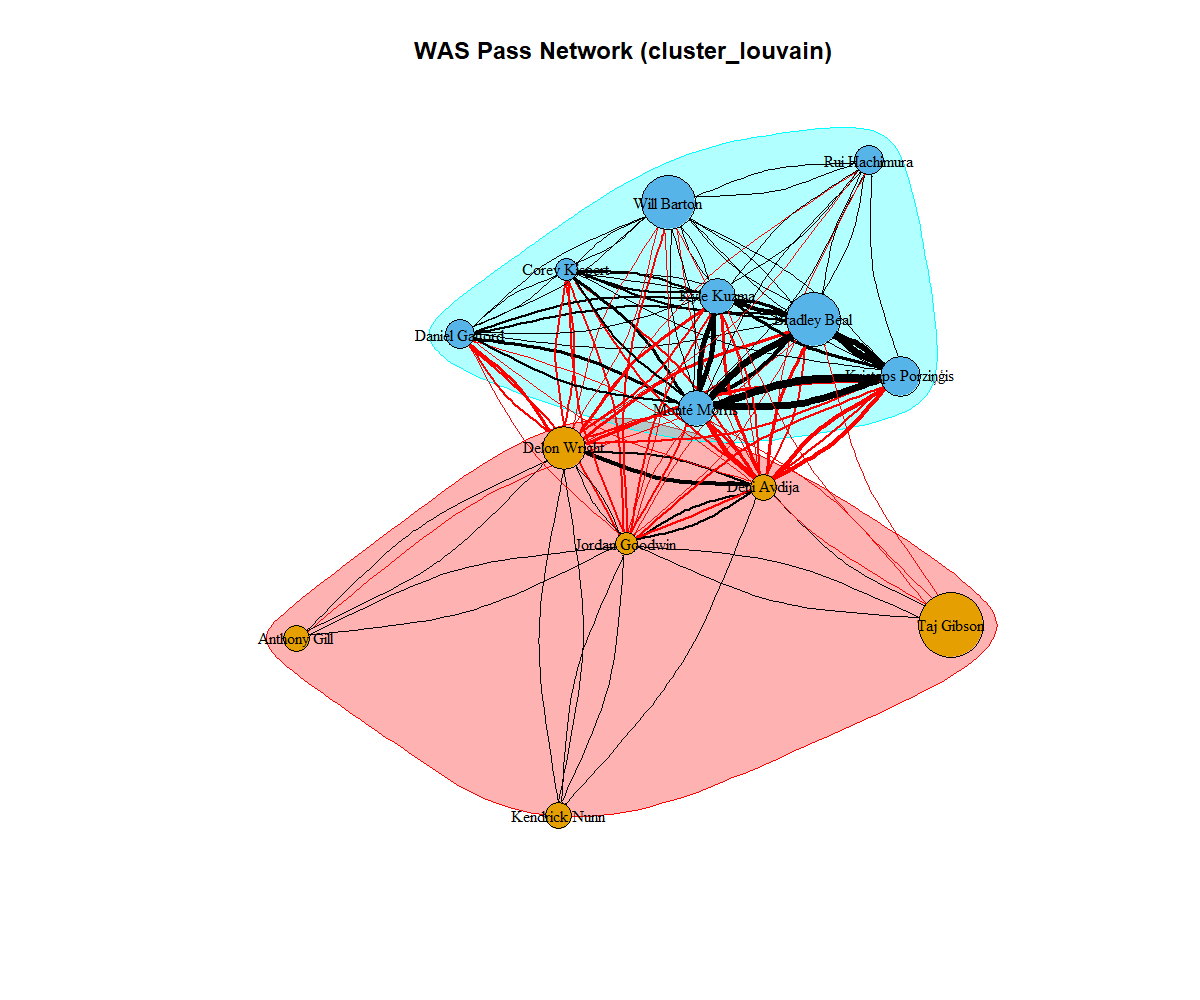 WAS Pass Network (cluster_louvain)
Rui Hachimura
Will Barton
Corey Kispert
Kyle Kuzma
Bradley Beal
Daniel Gafford
Kristaps Porziņģis
Monté Morris
Delon Wright
Deni Avdija
Jordan Goodwin
Taj Gibson
Anthony Gill
Kendrick Nunn